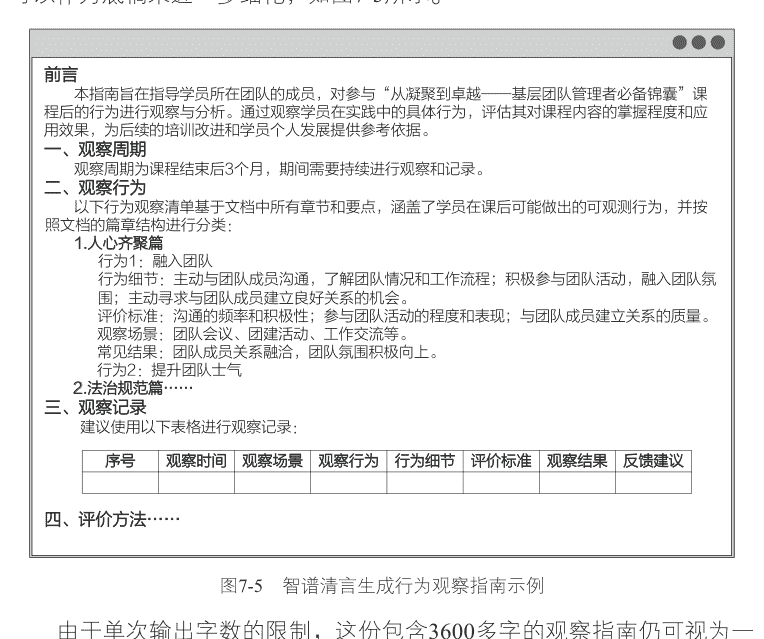 可以作为底稿来进一步细化，如图7-5所示。
前言
本指南旨在指导学员所在团队的成员，对参与“从凝聚到卓越——基层团队管理者必备锦囊”课
程后的行为进行观察与分析。通过观察学员在实践中的具体行为，评估其对课程内容的掌握程度和应
用效果，为后续的培训改进和学员个人发展提供参考依据。
一、观察周期
观察周期为课程结束后3个月，期间需要持续进行观察和记录。
二、观察行为
以下行为观察清单基于文档中所有章节和要点，涵盖了学员在课后可能做出的可观测行为，并按
照文档的篇章结构进行分类：
1.人心齐聚篇
行为1：融入团队
行为细节：主动与团队成员沟通，了解团队情况和工作流程；积极参与团队活动，融入团队氛
围；主动寻求与团队成员建立良好关系的机会。
评价标准：沟通的频率和积极性；参与团队活动的程度和表现；与团队成员建立关系的质量。
观察场景：团队会议、团建活动、工作交流等。
常见结果：团队成员关系融洽，团队氛围积极向上。
行为2：提升团队士气
2.法治规范篇……
三、观察记录
建议使用以下表格进行观察记录：
序号 观察时间 观察场景 观察行为 行为细节 评价标准 观察结果 反馈建议
四、评价方法……
图7-5 智谱清言生成行为观察指南示例
由于单次输出字数的限制，这份包含3600多字的观察指南仍可视为一